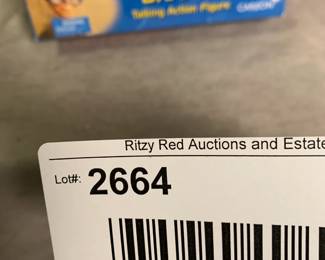 Talking Action Figure
Ritzy Red Auctions and Estate
Lot#: 2664